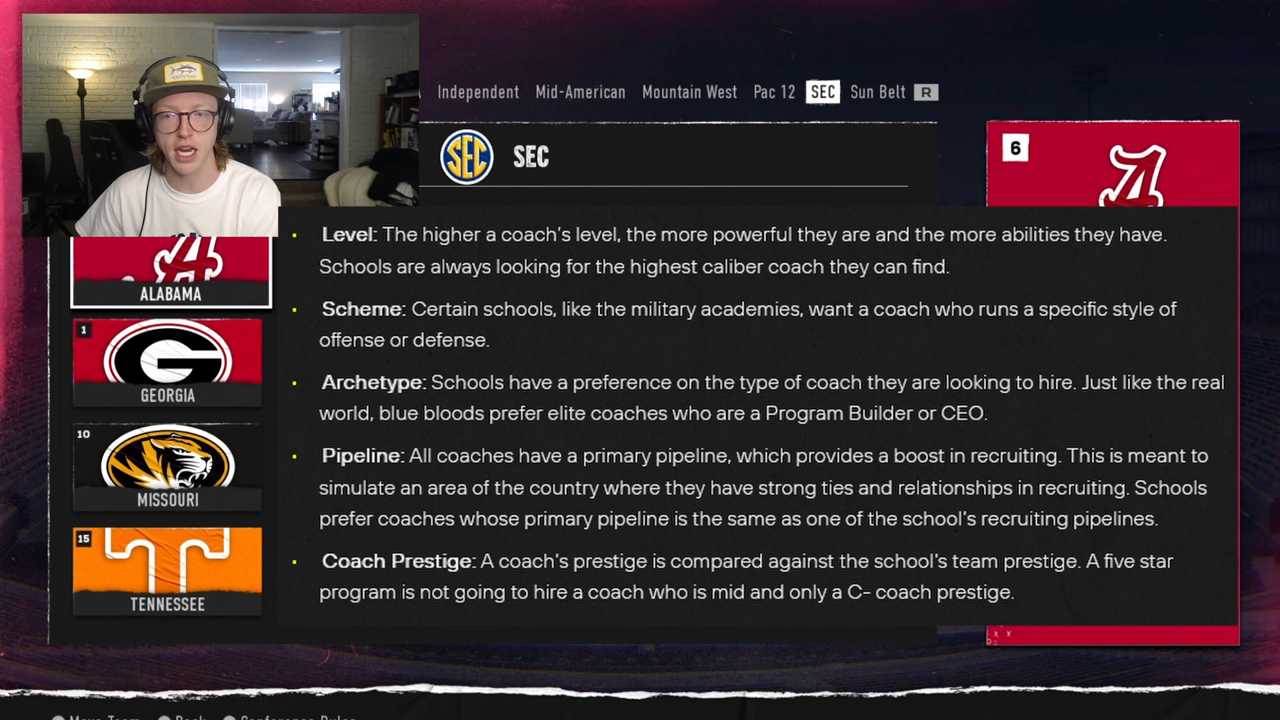 Independent Mid-American Mountain West Pac 12 SEC Sun Belt R
SEC SEC
6
A
Level: The higher a coach's level, the more powerful they are and the more abilities they have.
Schools are always looking for the highest caliber coach they can find.
A
ALABAMA
Scheme: Certain schools, like the military academies, want a coach who runs a specific style of
offense or defense.
1
G
GEORGIA
Archetype: Schools have a preference on the type of coach they are looking to hire. Just like the real
world, blue bloods prefer elite coaches who are a Program Builder or CEO.
10
MISSOURI
Pipeline: All coaches have a primary pipeline, which provides a boost in recruiting. This is meant to
simulate an area of the country where they have strong ties and relationships in recruiting. Schools
prefer coaches whose primary pipeline is the same as one of the school's recruiting pipelines.
15
T
TENNESSEE
Coach Prestige: A coach's prestige is compared against the school's team prestige. A five star
program is not going to hire a coach who is mid and only a C- coach prestige.